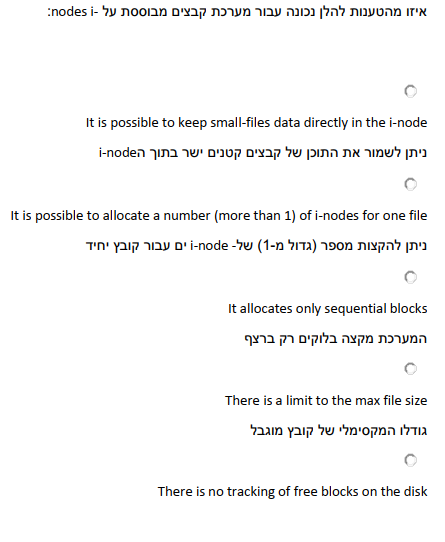 איזו מהטענות להלן נכונה עבור מערכת קבצים מבוססת על -nodes i:
It is possible to keep small-files data directly in the i-node
ניתן לשמור את התוכן של קבצים קטנים ישר בתוך הi-node
It is possible to allocate a number (more than 1) of i-nodes for one file
ניתן להקצות מספר (גדול מ-1) של- i-node ים עבור קובץ יחיד
It allocates only sequential blocks
המערכת מקצה בלוקים רק ברצף
There is a limit to the max file size
גודלו המקסימלי של קובץ מוגבל
There is no tracking of free blocks on the disk